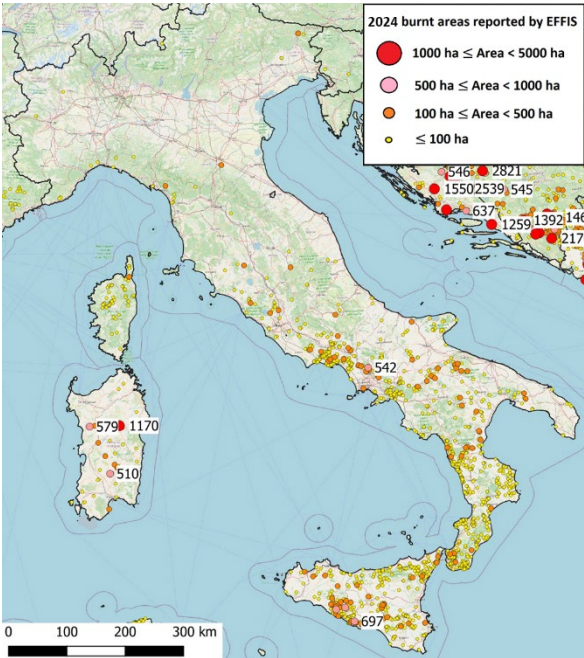 2024 burnt areas reported by EFFIS
1000 ha ≤ Area < 5000 ha
500 ha ≤ Area < 1000 ha
100 ha ≤ Area < 500 ha
≤ 100 ha
546
2821
1550
2539
545
637
1259
1392
146
217
542
579
1170
510
697
0 100 200 300 km